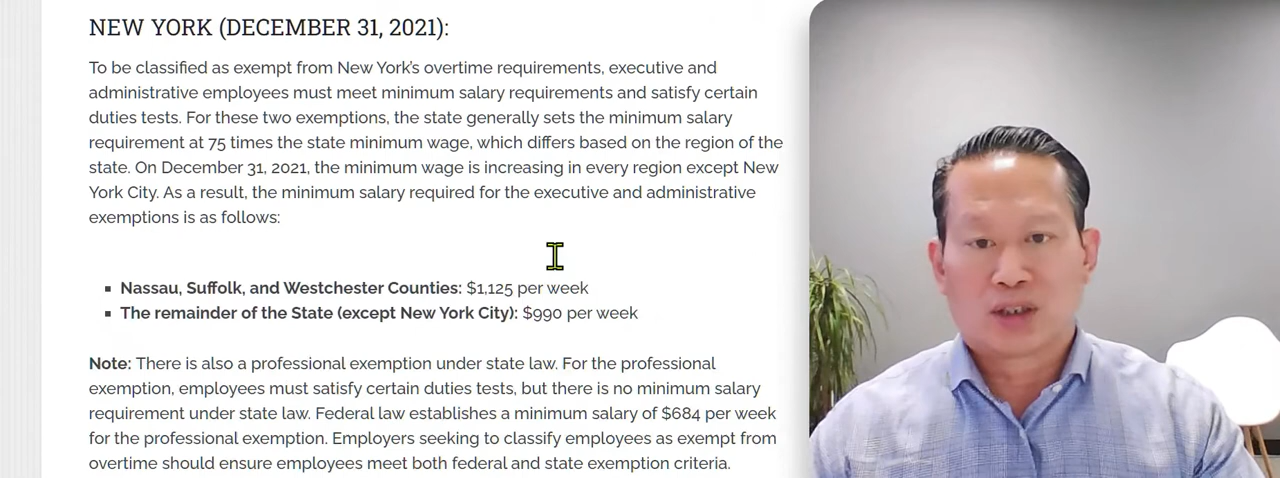 NEW YORK (DECEMBER 31, 2021):
To be classified as exempt from New York’s overtime requirements, executive and
administrative employees must meet minimum salary requirements and satisfy certain
duties tests. For these two exemptions, the state generally sets the minimum salary
requirement at 75 times the state minimum wage, which differs based on the region of the
state. On December 31, 2021, the minimum wage is increasing in every region except New
York City. As a result, the minimum salary required for the executive and administrative
exemptions is as follows:
▪ Nassau, Suffolk, and Westchester Counties: $1,125 per week
▪ The remainder of the State (except New York City): $990 per week
Note: There is also a professional exemption under state law. For the professional
exemption, employees must satisfy certain duties tests, but there is no minimum salary
requirement under state law. Federal law establishes a minimum salary of $684 per week
for the professional exemption. Employers seeking to classify employees as exempt from
overtime should ensure employees meet both federal and state exemption criteria.